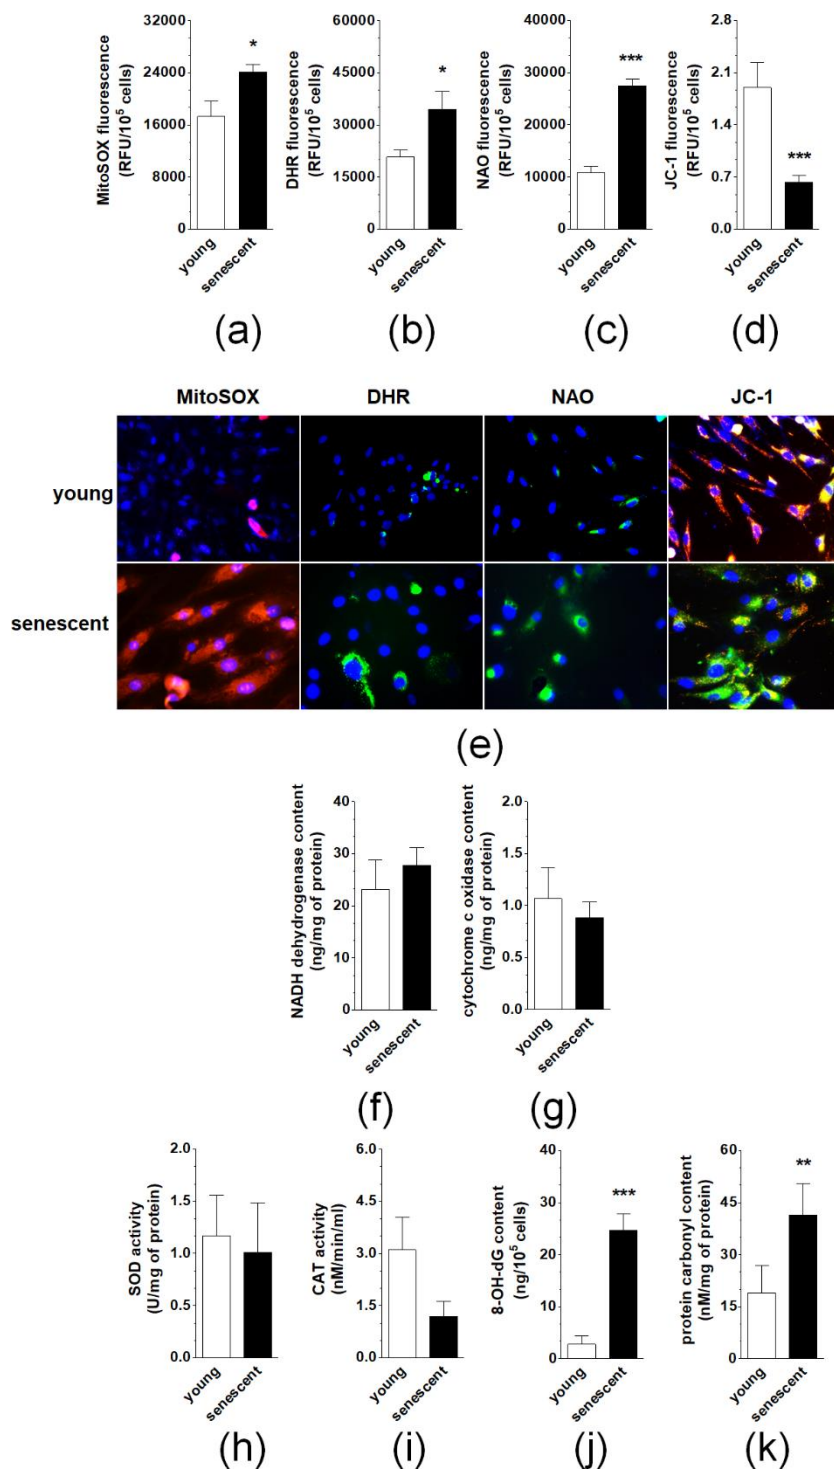 MitoSOX fluorescence
(RFU/10⁵ cells)
32000
24000
16000
8000
0
*
young
senescent
(a)
DHR fluorescence
(RFU/10⁵ cells)
60000
45000
30000
15000
0
*
young
senescent
(b)
NAO fluorescence
(RFU/10⁵ cells)
40000
30000
20000
10000
0
***
young
senescent
(c)
JC-1 fluorescence
(RFU/10⁵ cells)
2.8
2.1
1.4
0.7
0.0
***
young
senescent
(d)
MitoSOX DHR NAO JC-1
young
senescent
(e)
NADH dehydrogenase content
(ng/mg of protein)
40
30
20
10
0
young
senescent
(f)
cytochrome c oxidase content
(ng/mg of protein)
2.0
1.5
1.0
0.5
0.0
young
senescent
(g)
SOD activity
(U/mg of protein)
2.0
1.5
1.0
0.5
0.0
young
senescent
(h)
CAT activity
(nM/min/ml)
6.0
4.5
3.0
1.5
0.0
young
senescent
(i)
8-OH-dG content
(ng/10⁵ cells)
40
30
20
10
0
***
young
senescent
(j)
protein carbonyl content
(nM/mg of protein)
60
45
30
15
0
**
young
senescent
(k)